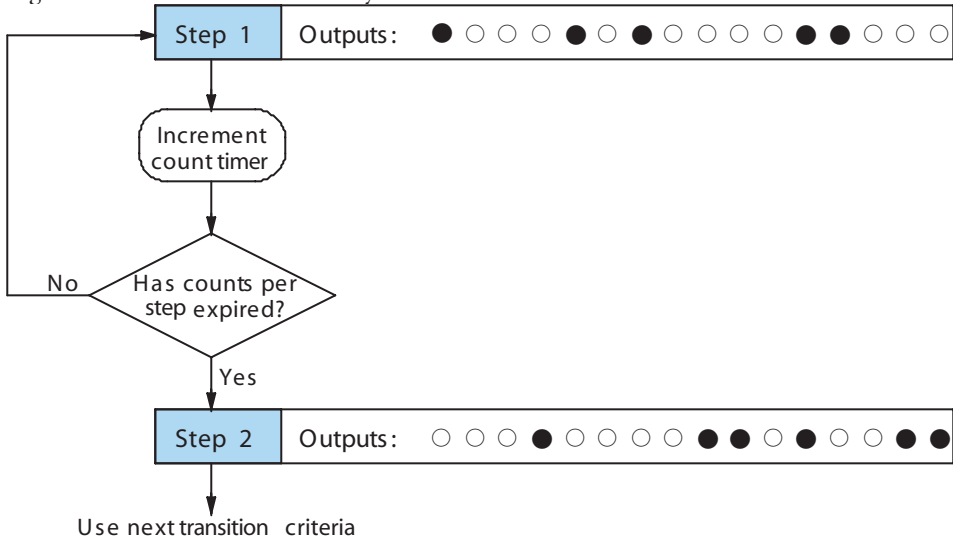 Step 1 Outputs: ● ○ ○ ○ ● ○ ● ○ ○ ○ ○ ● ● ○ ○ ○
Increment
count timer
No
Has counts per
step expired?
Yes
Step 2 Outputs: ○ ○ ○ ● ○ ○ ○ ○ ● ● ○ ● ○ ○ ● ●
Use next transition criteria